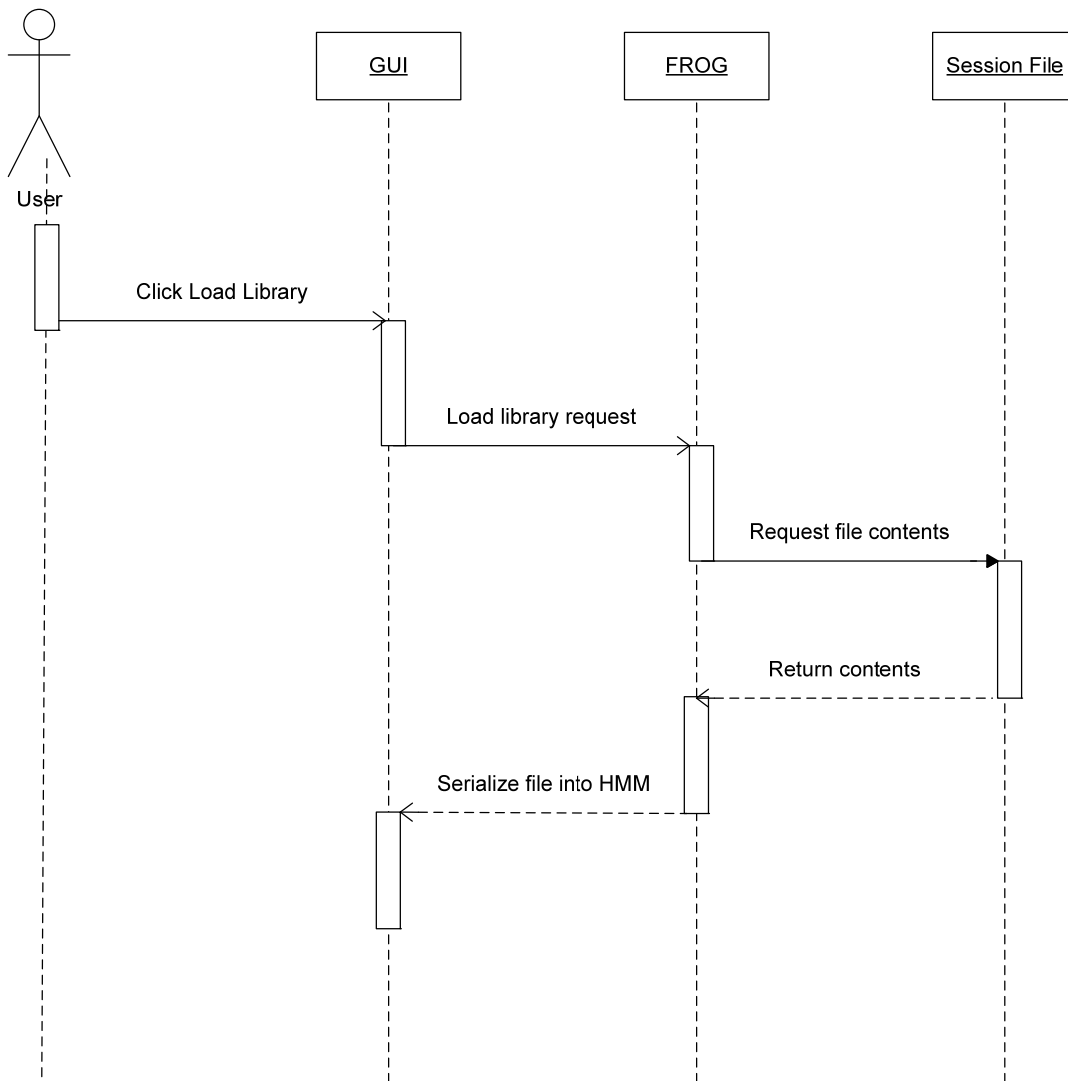 GUI
FROG
Session File
User
Click Load Library
Load library request
Request file contents
Return contents
Serialize file into HMM